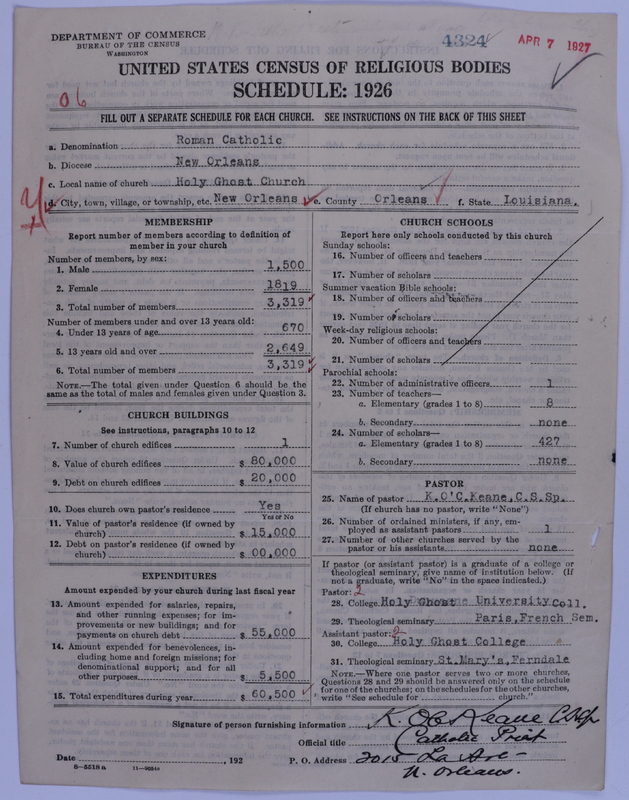 DEPARTMENT OF COMMERCE
BUREAU OF THE CENSUS
WASHINGTON
4324
APR 7 1927
UNITED STATES CENSUS OF RELIGIOUS BODIES
SCHEDULE: 1926
06
FILL OUT A SEPARATE SCHEDULE FOR EACH CHURCH. SEE INSTRUCTIONS ON THE BACK OF THIS SHEET
a. Denomination Roman Catholic
b. Diocese New Orleans
c. Local name of church Holy Ghost Church
d. City, town, village, or township, etc. New Orleans e. County Orleans f. State Louisiana.
MEMBERSHIP
Report number of members according to definition of
member in your church
Number of members, by sex:
1. Male 1,500
2. Female 1819
3. Total number of members 3,319
Number of members under and over 13 years old:
4. Under 13 years of age 670
5. 13 years old and over 2,649
6. Total number of members 3,319
NOTE.—The total given under Question 6 should be the
same as the total of males and females given under Question 3.
CHURCH BUILDINGS
See instructions, paragraphs 10 to 12
7. Number of church edifices 1
8. Value of church edifices $ 80,000
9. Debt on church edifices $ 20,000
10. Does church own pastor's residence Yes
Yes or No
11. Value of pastor's residence (if owned by
church) $ 15,000
12. Debt on pastor's residence (if owned by
church) $ 00,000
EXPENDITURES
Amount expended by your church during last fiscal year
13. Amount expended for salaries, repairs,
and other running expenses; for im-
provements or new buildings; and for
payments on church debt $ 55,000
14. Amount expended for benevolences, in-
cluding home and foreign missions; for
denominational support; and for all
other purposes $ 5,500
15. Total expenditures during year $ 60,500
CHURCH SCHOOLS
Report here only schools conducted by this church
Sunday schools:
16. Number of officers and teachers
17. Number of scholars
Summer vacation Bible schools:
18. Number of officers and teachers
19. Number of scholars
Week-day religious schools:
20. Number of officers and teachers
21. Number of scholars
Parochial schools:
22. Number of administrative officers 1
23. Number of teachers—
a. Elementary (grades 1 to 8) 8
b. Secondary none
24. Number of scholars—
a. Elementary (grades 1 to 8) 427
b. Secondary none
PASTOR
25. Name of pastor K.O'C.Keane,C.S.Sp.
(If church has no pastor, write "None")
26. Number of ordained ministers, if any, em-
ployed as assistant pastors 1
27. Number of other churches served by the
pastor or his assistants none
If pastor (or assistant pastor) is a graduate of a college or
theological seminary, give name of institution below. (If
not a graduate, write "No" in the space indicated.)
Pastor: 2
28. College Holy Ghost University Coll.
29. Theological seminary Paris, French Sem.
Assistant pastor: 2
30. College Holy Ghost College
31. Theological seminary St.Mary's,Ferndale
NOTE.—Where one pastor serves two or more churches,
Questions 28 and 29 should be answered only on the schedule
for one of the churches; on the schedules for the other churches,
write "See schedule for church."
Signature of person furnishing information K. O'C Keane CSSp
Official title Catholic Priest
Date , 192 P. O. Address 2015 La Ave
N. Orleans.
8—5518 a